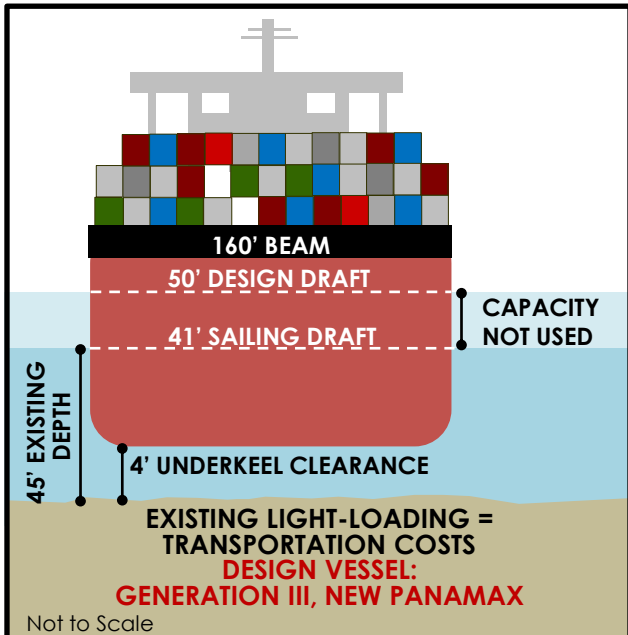 160' BEAM
50' DESIGN DRAFT
CAPACITY
NOT USED
41' SAILING DRAFT
45' EXISTING
DEPTH
4' UNDERKEEL CLEARANCE
EXISTING LIGHT-LOADING =
TRANSPORTATION COSTS
DESIGN VESSEL:
GENERATION III, NEW PANAMAX
Not to Scale